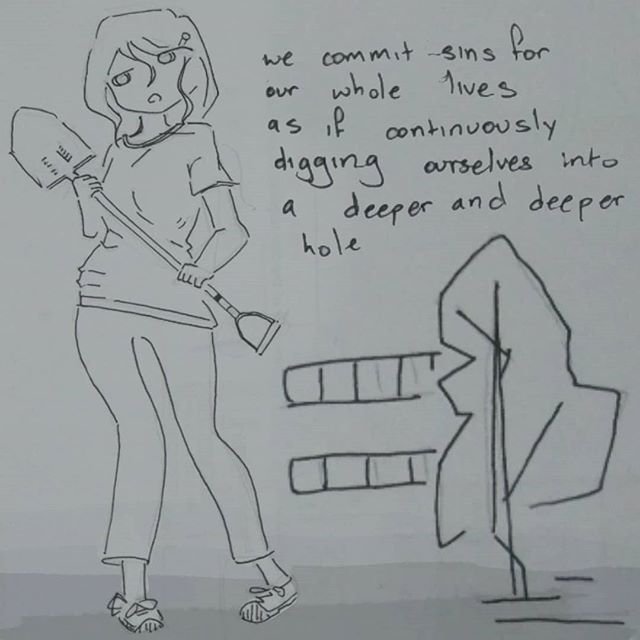 we commit sins for
our whole lives
as if continuously
digging ourselves into
a deeper and deeper
hole